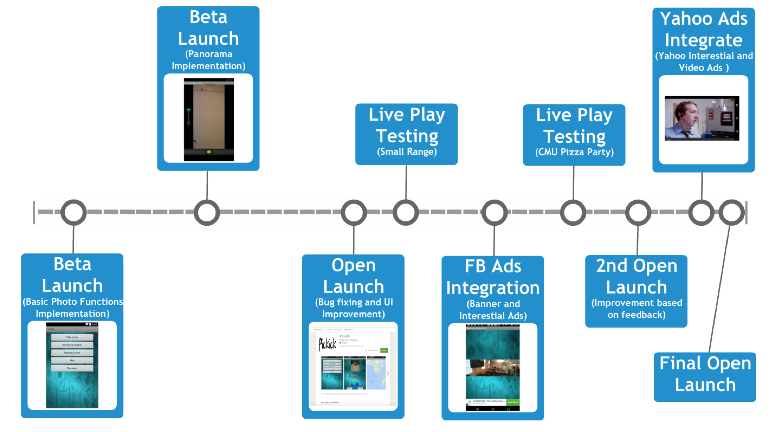 Beta
Launch
(Panorama
Implementation)
Yahoo Ads
Integrate
(Yahoo Interestial and
Video Ads )
Live Play
Testing
(Small Range)
Live Play
Testing
(CMU Pizza Party)
Beta
Launch
(Basic Photo Functions
Implementation)
Open
Launch
(Bug fixing and UI
Improvement)
Pickick
FB Ads
Integration
(Banner and
Interestial Ads)
2nd Open
Launch
(Improvement based
on feedback)
Final Open
Launch